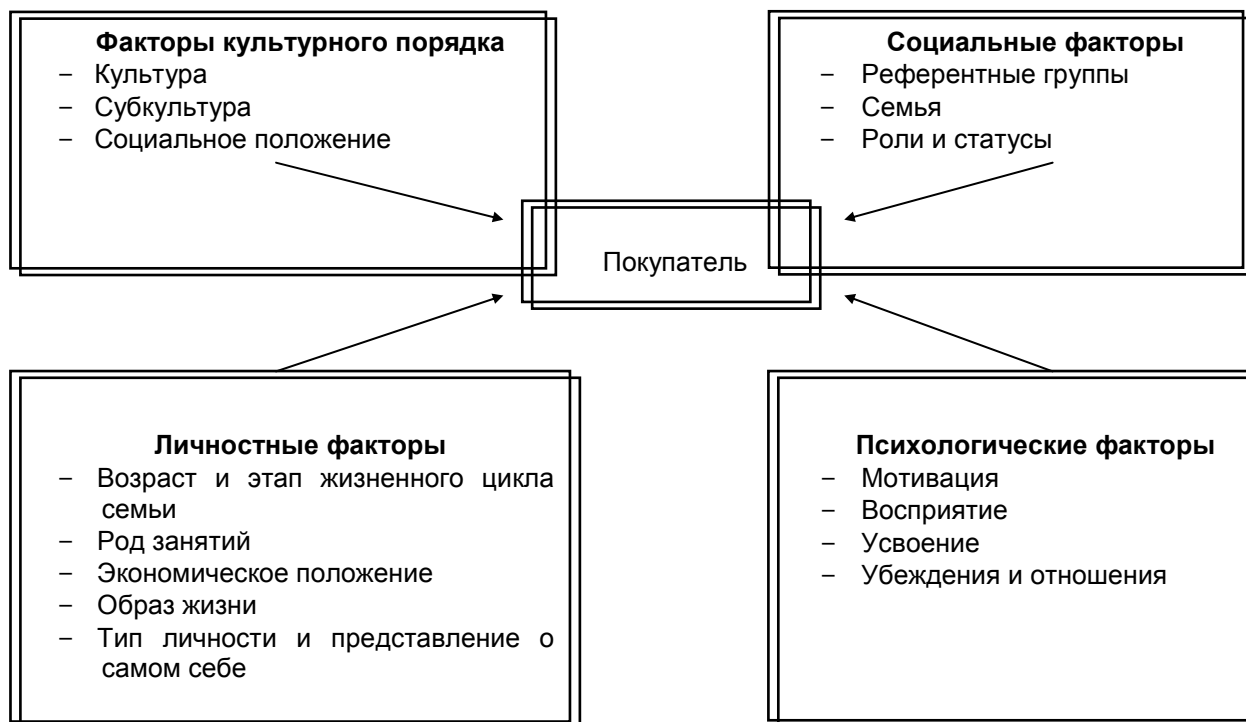 Факторы культурного порядка
− Культура
− Субкультура
− Социальное положение
Социальные факторы
− Референтные группы
− Семья
− Роли и статусы
Покупатель
Личностные факторы
− Возраст и этап жизненного цикла
семьи
− Род занятий
− Экономическое положение
− Образ жизни
− Тип личности и представление о
самом себе
Психологические факторы
− Мотивация
− Восприятие
− Усвоение
− Убеждения и отношения